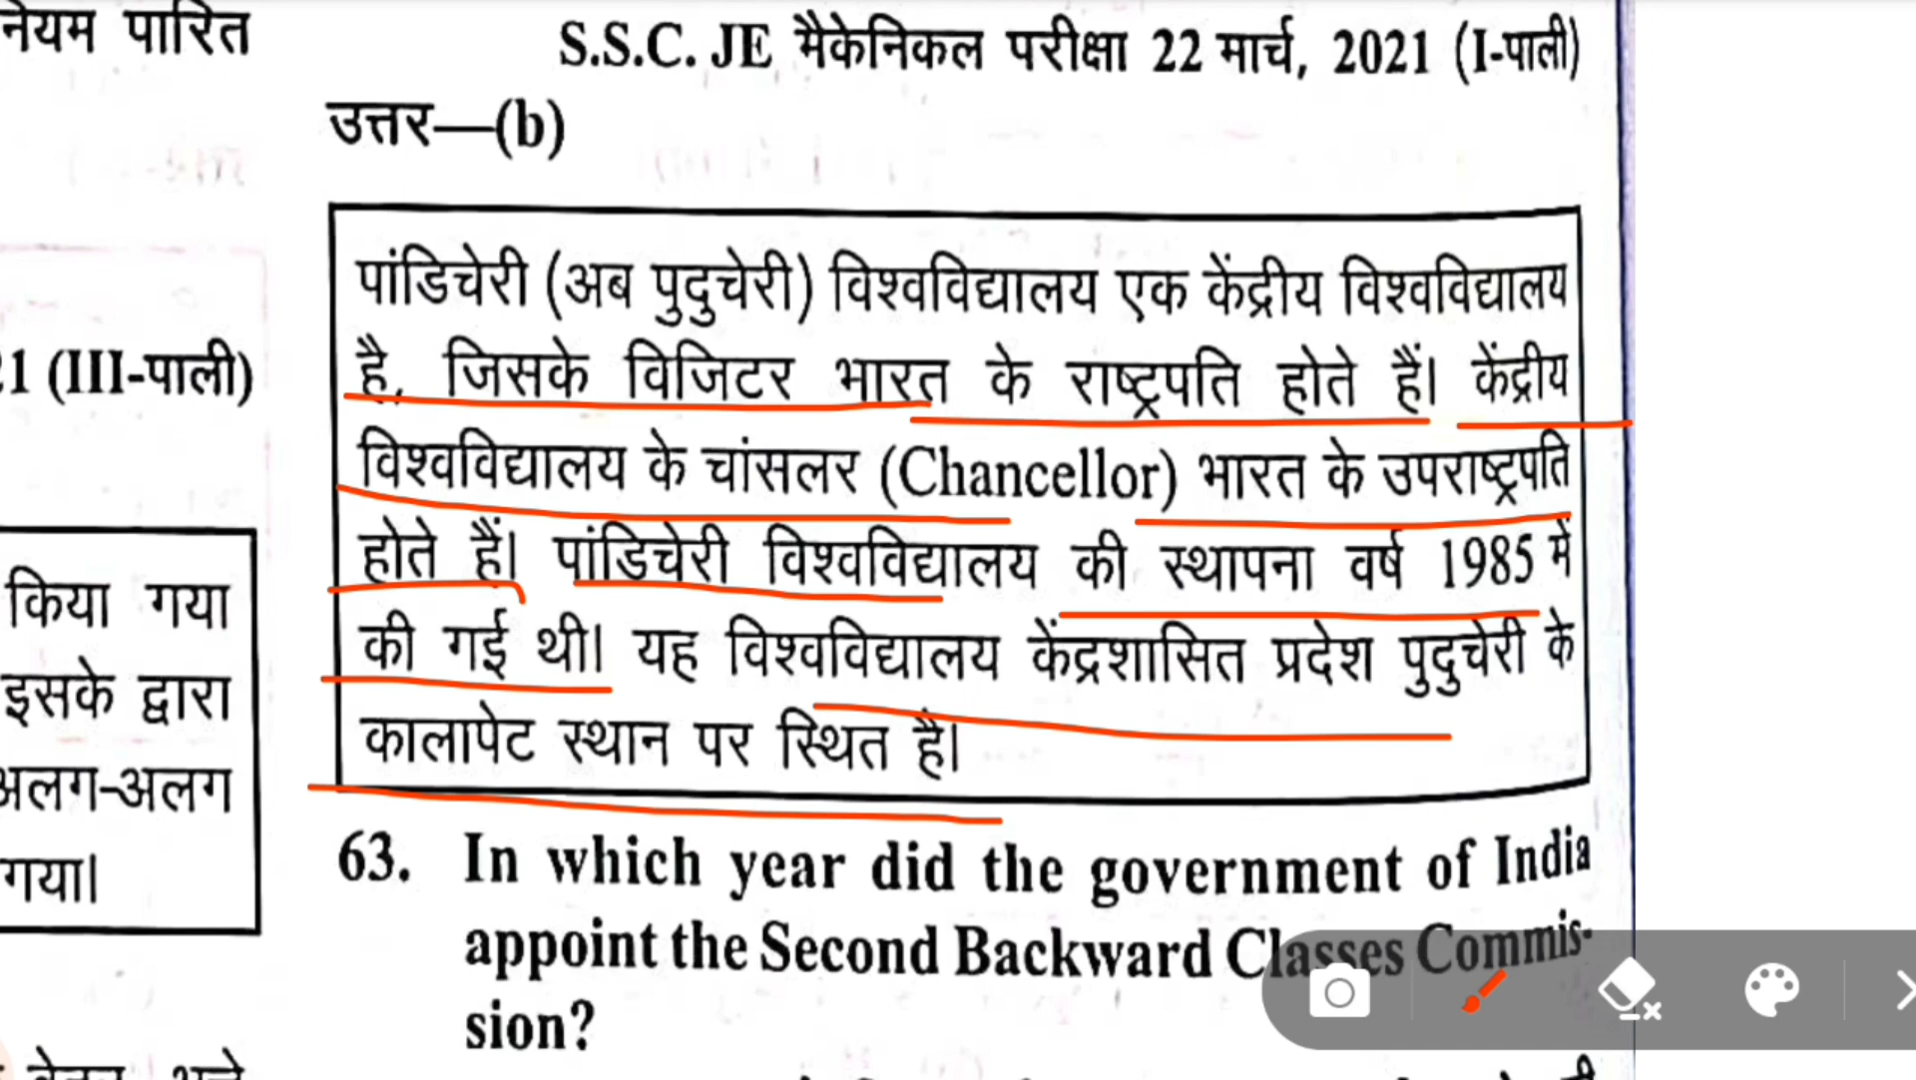 नियम पारित
1 (III-पाली)
किया गया
इसके द्वारा
अलग-अलग
गया।
S.S.C. JE मैकेनिकल परीक्षा 22 मार्च, 2021 (I-पाली)
उत्तर—(b)
पांडिचेरी (अब पुदुचेरी) विश्वविद्यालय एक केंद्रीय विश्वविद्यालय
है, जिसके विजिटर भारत के राष्ट्रपति होते हैं। केंद्रीय
विश्वविद्यालय के चांसलर (Chancellor) भारत के उपराष्ट्रपति
होते हैं। पांडिचेरी विश्वविद्यालय की स्थापना वर्ष 1985 में
की गई थी। यह विश्वविद्यालय केंद्रशासित प्रदेश पुदुचेरी के
कालापेट स्थान पर स्थित है।
63. In which year did the government of India
appoint the Second Backward Classes Commis-
sion?